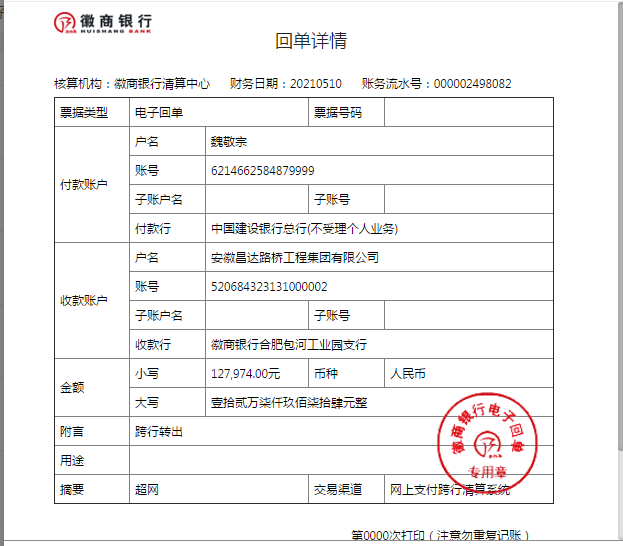 徽商银行
HUISHANG BANK
回单详情
核算机构：徽商银行清算中心 财务日期：20210510 账务流水号：000002498082
票据类型 电子回单 票据号码
付款账户
户名 魏敬宗
账号 6214662584879999
子账户名 子账号
付款行 中国建设银行总行(不受理个人业务)
收款账户
户名 安徽昌达路桥工程集团有限公司
账号 520684323131000002
子账户名 子账号
收款行 徽商银行合肥包河工业园支行
金额
小写 127,974.00元 币种 人民币
大写 壹拾贰万柒仟玖佰柒拾肆元整
附言 跨行转出
用途
摘要 超网 交易渠道 网上支付跨行清算系统
徽商银行电子回单
专用章
第0000次打印 ( 注意勿重复记账 )